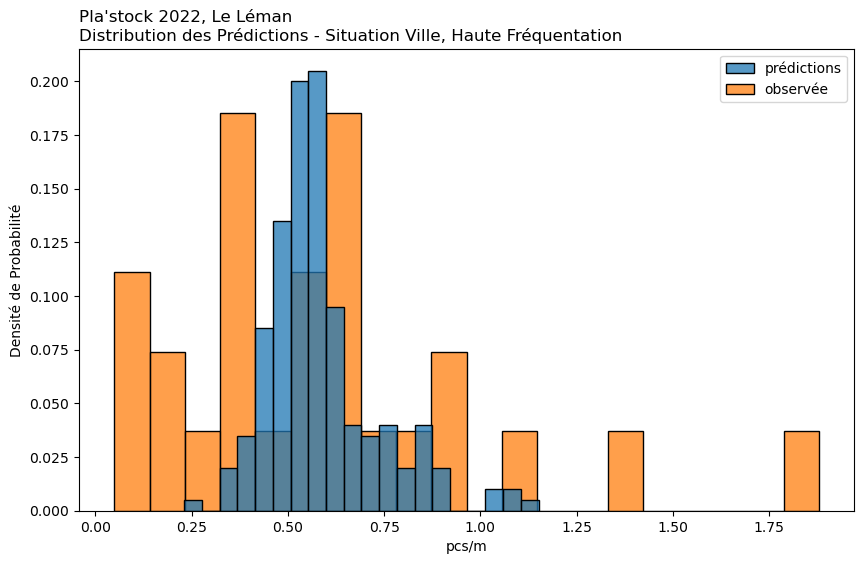 Pla'stock 2022, Le Léman
Distribution des Prédictions - Situation Ville, Haute Fréquentation
prédictions
observée
Densité de Probabilité
0.200
0.175
0.150
0.125
0.100
0.075
0.050
0.025
0.000
0.00 0.25 0.50 0.75 1.00 1.25 1.50 1.75
pcs/m